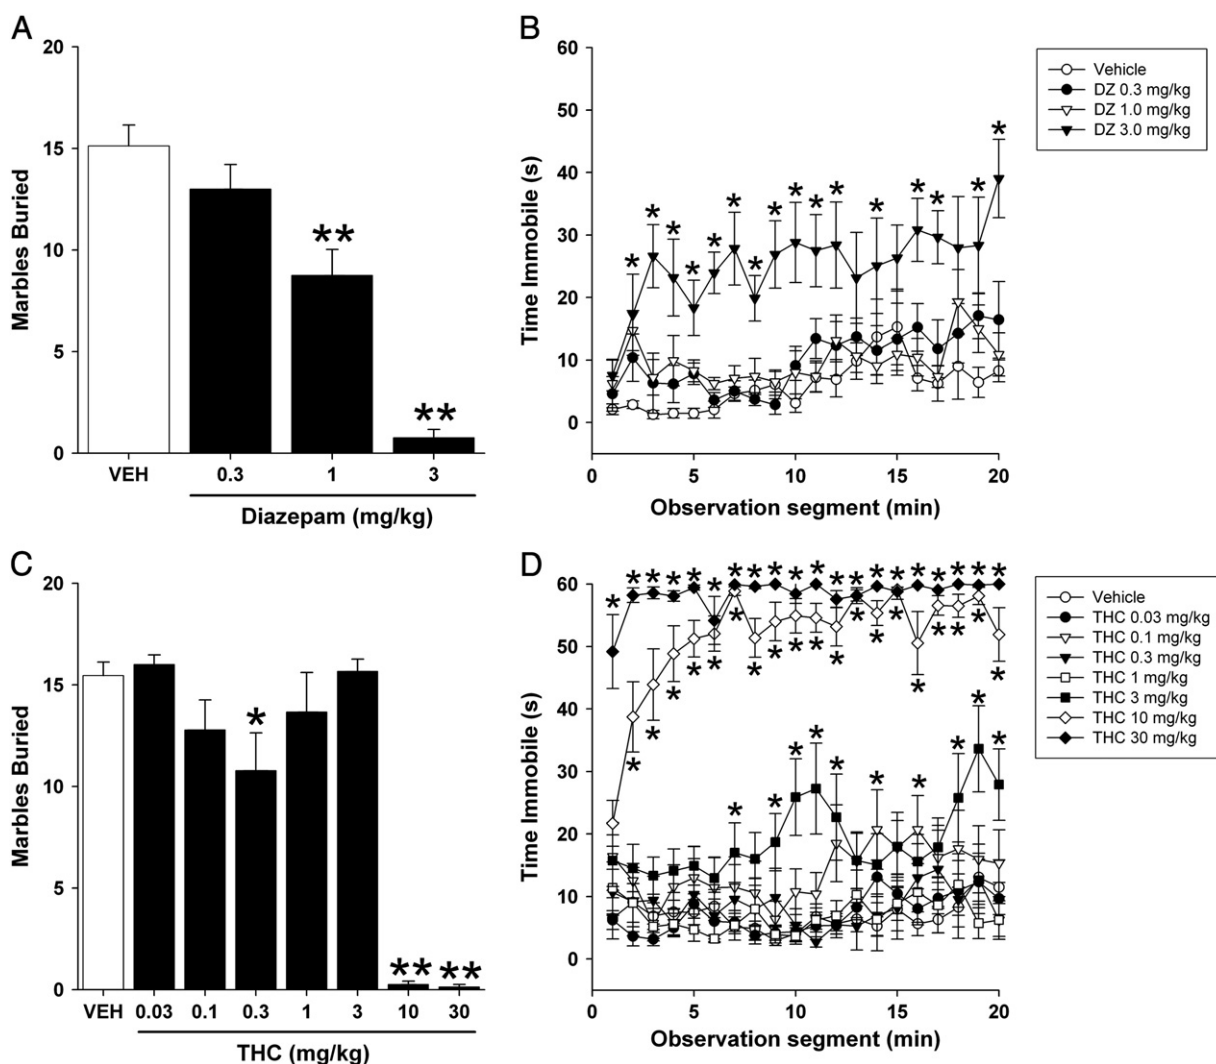 A
20
15
10
5
0
Marbles Buried
**
**
VEH 0.3 1 3
Diazepam (mg/kg)
B
60
50
40
30
20
10
0
Time Immobile (s)
* * * * * * * * * * * * * * * * *
0 5 10 15 20
Observation segment (min)
Vehicle
DZ 0.3 mg/kg
DZ 1.0 mg/kg
DZ 3.0 mg/kg
C
20
15
10
5
0
Marbles Buried
*
** **
VEH 0.03 0.1 0.3 1 3 10 30
THC (mg/kg)
D
60
50
40
30
20
10
0
Time Immobile (s)
* * * * * * * * * * * * * * * * * * * *
* * * * * * * * * * * * * * * * * *
* * * * * * * * *
0 5 10 15 20
Observation segment (min)
Vehicle
THC 0.03 mg/kg
THC 0.1 mg/kg
THC 0.3 mg/kg
THC 1 mg/kg
THC 3 mg/kg
THC 10 mg/kg
THC 30 mg/kg